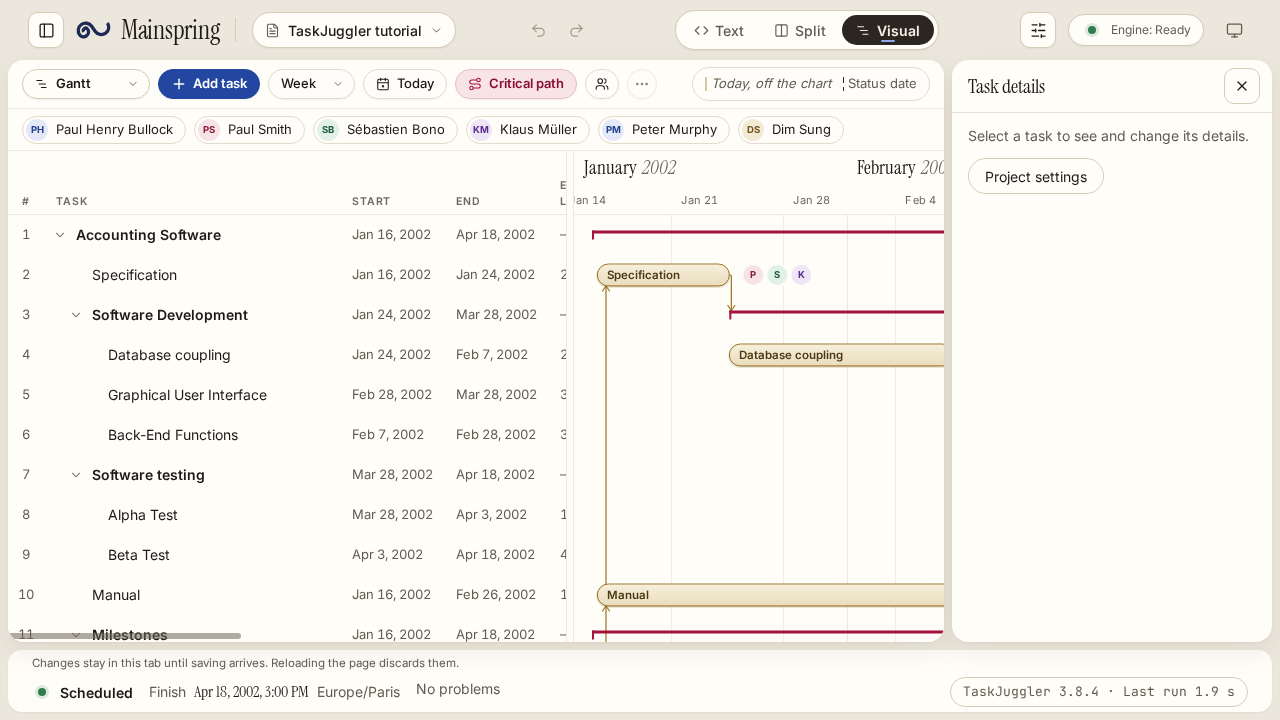 Mainspring
TaskJuggler tutorial
Text
Split
Visual
Engine: Ready
Gantt
Add task
Week
Today
Critical path
Today, off the chart
Status date
PH Paul Henry Bullock
PS Paul Smith
SB Sébastien Bono
KM Klaus Müller
PM Peter Murphy
DS Dim Sung
January 2002
February 200
# TASK START END
Jan 14 Jan 21 Jan 28 Feb 4
1 Accounting Software Jan 16, 2002 Apr 18, 2002 –
2 Specification Jan 16, 2002 Jan 24, 2002 2
Specification P S K
3 Software Development Jan 24, 2002 Mar 28, 2002 –
4 Database coupling Jan 24, 2002 Feb 7, 2002 2
Database coupling
5 Graphical User Interface Feb 28, 2002 Mar 28, 2002 3
6 Back-End Functions Feb 7, 2002 Feb 28, 2002 3
7 Software testing Mar 28, 2002 Apr 18, 2002 –
8 Alpha Test Mar 28, 2002 Apr 3, 2002 1
9 Beta Test Apr 3, 2002 Apr 18, 2002 4
10 Manual Jan 16, 2002 Feb 26, 2002 1
Manual
11 Milestones Jan 16, 2002 Apr 18, 2002 –
Task details
Select a task to see and change its details.
Project settings
Changes stay in this tab until saving arrives. Reloading the page discards them.
Scheduled Finish Apr 18, 2002, 3:00 PM Europe/Paris No problems
TaskJuggler 3.8.4 · Last run 1.9 s